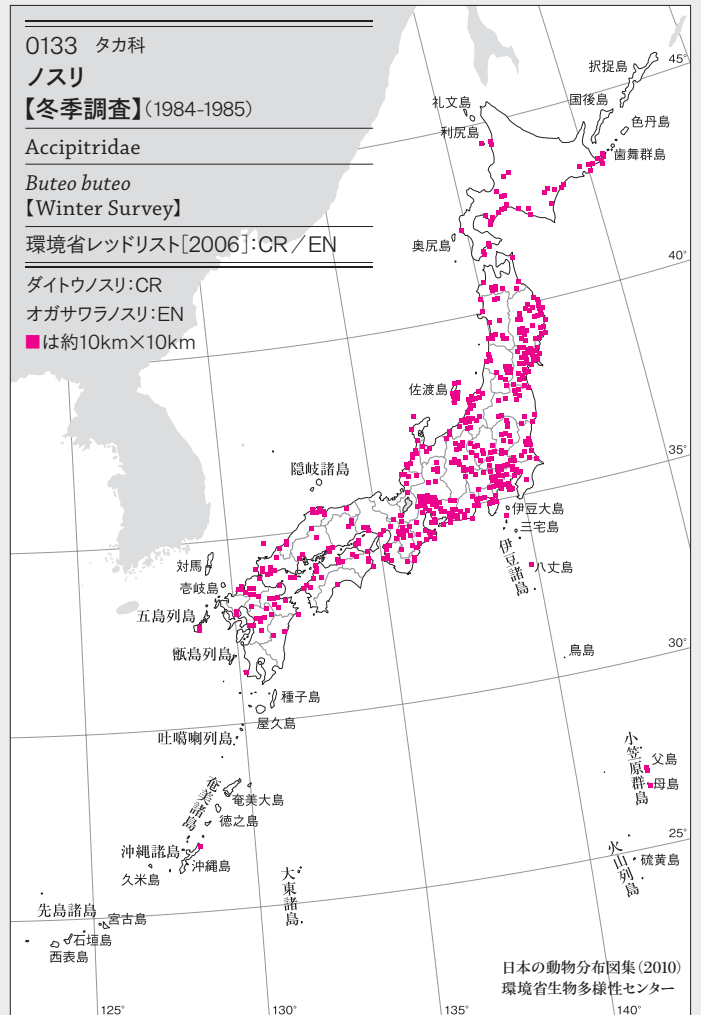 0133 タカ科
ノスリ
【冬季調査】(1984-1985)
Accipitridae
Buteo buteo
【Winter Survey】
環境省レッドリスト[2006]:CR/EN
ダイトウノスリ:CR
オガサワラノスリ:EN
■は約10km×10km
45°
択捉島
国後島
礼文島
色丹島
利尻島
歯舞群島
奥尻島
40°
佐渡島
35°
隠岐諸島
伊豆大島
三宅島
伊豆諸島
八丈島
対馬
壱岐島
五島列島
甑島列島
鳥島
30°
種子島
屋久島
吐噶喇列島
小笠原群島
父島
母島
奄美諸島
奄美大島
徳之島
25°
沖縄諸島
沖縄島
久米島
火山列島
硫黄島
大東諸島
先島諸島
宮古島
石垣島
西表島
日本の動物分布図集(2010)
環境省生物多様性センター
125°
130°
135°
140°